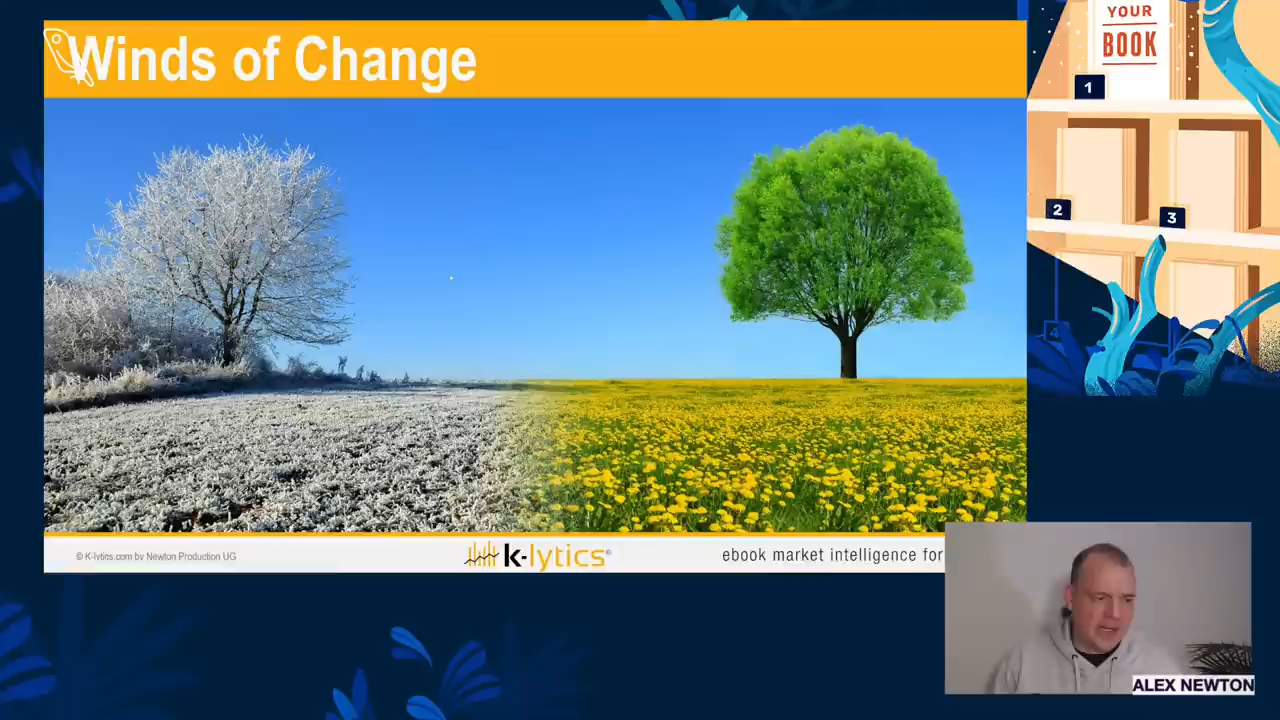 Winds of Change
YOUR
BOOK
1
2
3
4
© K-lytics.com by Newton Production UG
k-lytics®
ebook market intelligence for
ALEX NEWTON